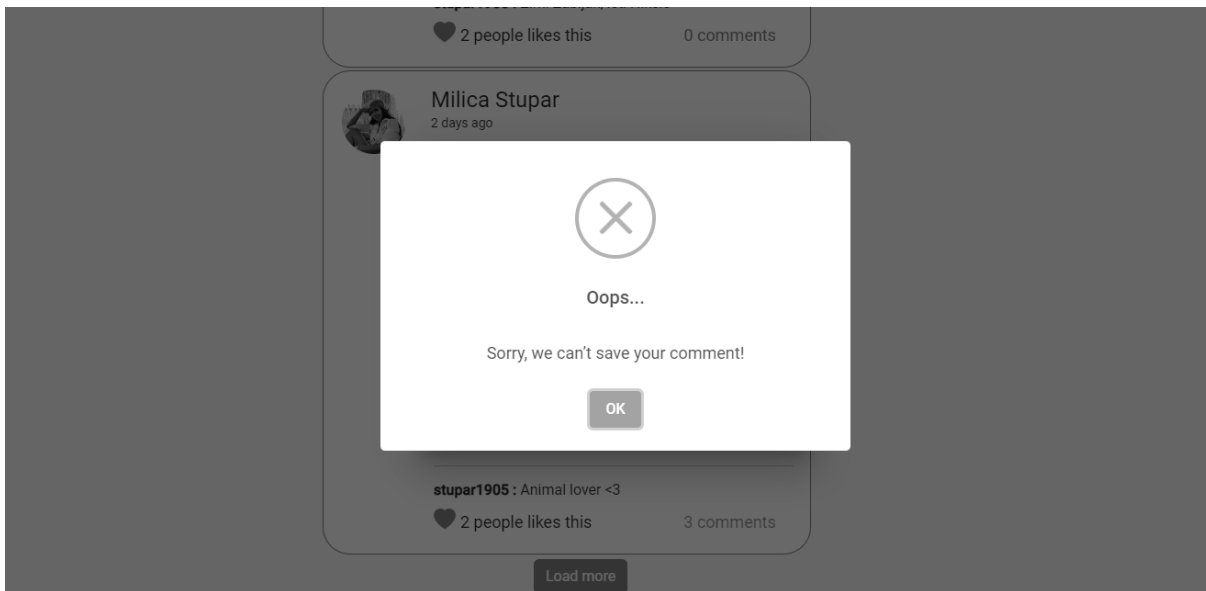 2 people likes this 0 comments
Milica Stupar
2 days ago
Oops...
Sorry, we can't save your comment!
OK
stupar1905 : Animal lover <3
2 people likes this 3 comments
Load more